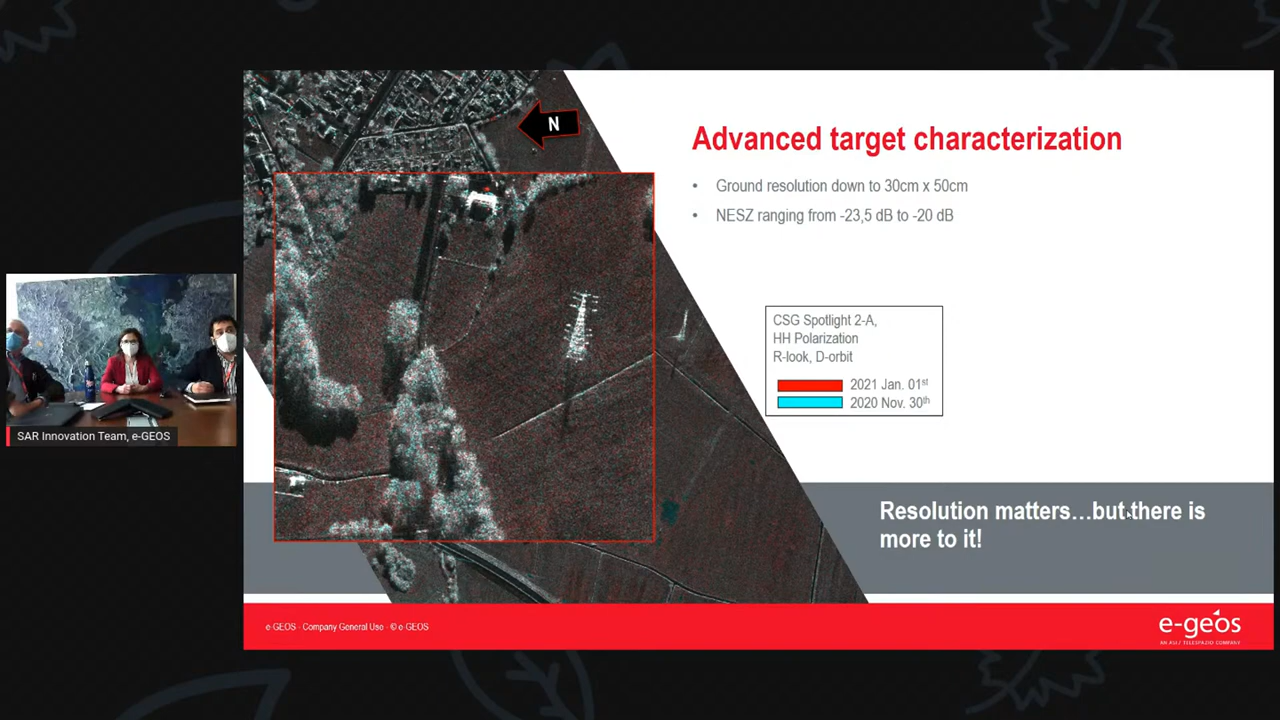 N
Advanced target characterization
• Ground resolution down to 30cm x 50cm
• NESZ ranging from -23,5 dB to -20 dB
CSG Spotlight 2-A,
HH Polarization
R-look, D-orbit
2021 Jan. 01st
2020 Nov. 30th
SAR Innovation Team, e-GEOS
Resolution matters…but there is
more to it!
e-GEOS - Company General Use - © e-GEOS
e-geos
AN ASI / TELESPAZIO COMPANY